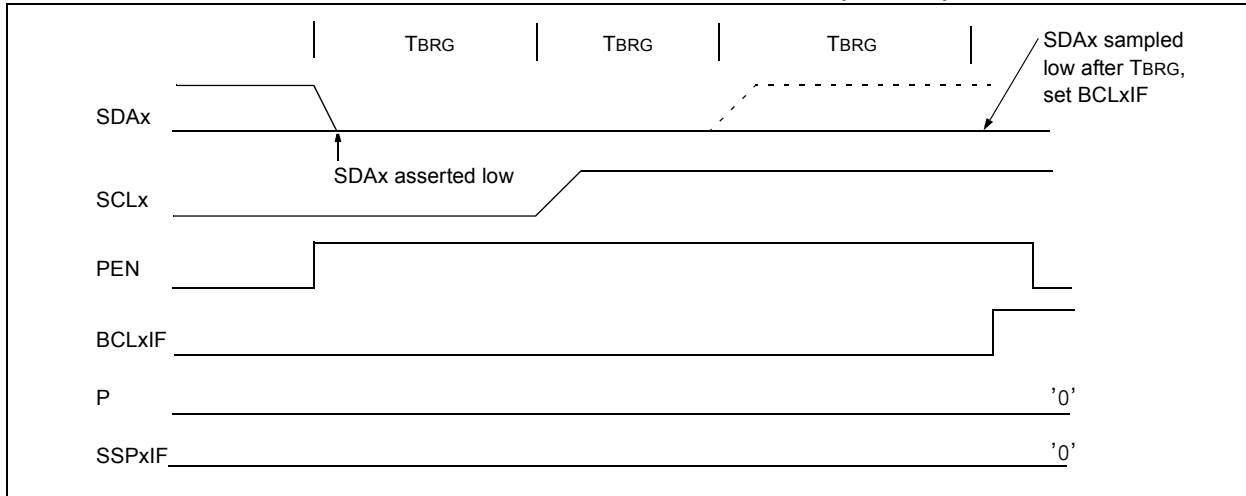 TBRG TBRG TBRG
SDAx sampled
low after TBRG,
set BCLxIF
SDAx
SDAx asserted low
SCLx
PEN
BCLxIF
P '0'
SSPxIF '0'